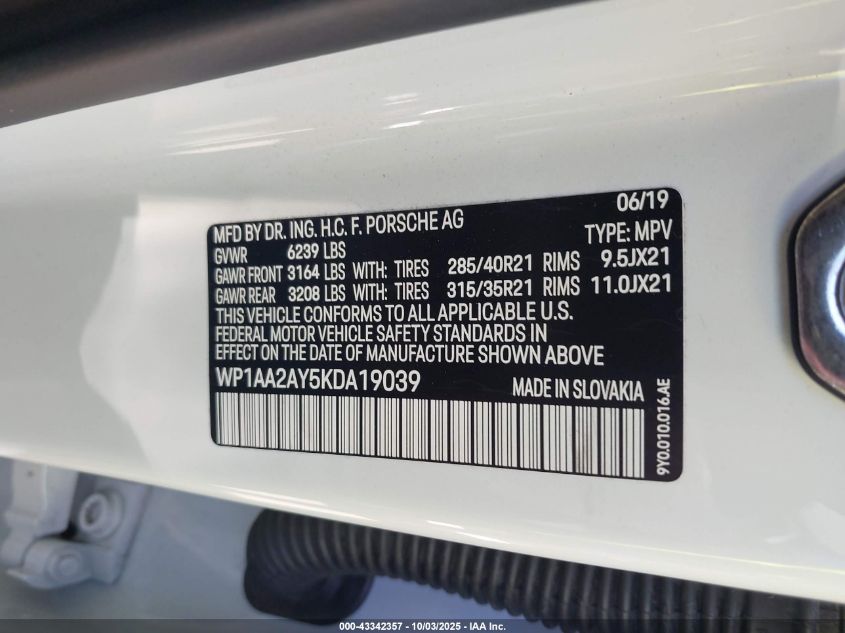 06/19
MFD BY DR. ING. H.C. F. PORSCHE AG
TYPE: MPV
GVWR 6239 LBS
GAWR FRONT 3164 LBS WITH: TIRES 285/40R21 RIMS 9.5JX21
GAWR REAR 3208 LBS WITH: TIRES 315/35R21 RIMS 11.0JX21
THIS VEHICLE CONFORMS TO ALL APPLICABLE U.S.
FEDERAL MOTOR VEHICLE SAFETY STANDARDS IN
EFFECT ON THE DATE OF MANUFACTURE SHOWN ABOVE
WP1AA2AY5KDA19039 MADE IN SLOVAKIA
9Y0.010.016.AE
000-43342357 - 10/03/2025 - IAA Inc.